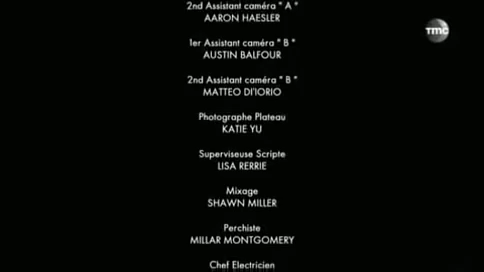 2nd Assistant caméra " A "
AARON HAESLER
tmc
1er Assistant caméra " B "
AUSTIN BALFOUR
2nd Assistant caméra " B "
MATTEO DI'IORIO
Photographe Plateau
KATIE YU
Superviseuse Scripte
LISA RERRIE
Mixage
SHAWN MILLER
Perchiste
MILLAR MONTGOMERY
Chef Electricien